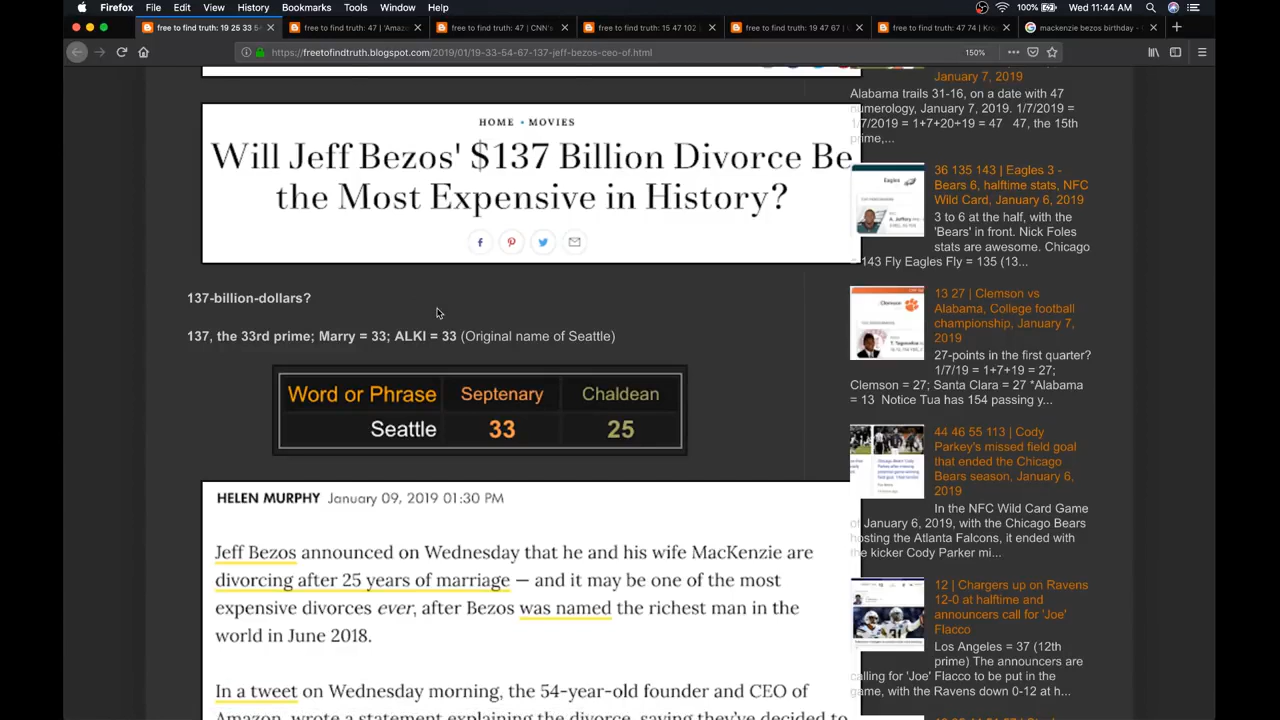 Firefox File Edit View History Bookmarks Tools Window Help
100% Wed 11:44 AM
free to find truth: 19 25 33 5
free to find truth: 47 | 'Amaz
free to find truth: 47 | CNN's
free to find truth: 15 47 102
free to find truth: 19 47 67 |
free to find truth: 47 74 | Kro
mackenzie bezos birthday -
https://freetofindtruth.blogspot.com/2019/01/19-33-54-67-137-jeff-bezos-ceo-of.html
150%
HOME • MOVIES
Will Jeff Bezos' $137 Billion Divorce Be
the Most Expensive in History?
137-billion-dollars?
137, the 33rd prime; Marry = 33; ALKI = 33 (Original name of Seattle)
Word or Phrase Septenary Chaldean
Seattle 33 25
HELEN MURPHY January 09, 2019 01:30 PM
Jeff Bezos announced on Wednesday that he and his wife MacKenzie are
divorcing after 25 years of marriage — and it may be one of the most
expensive divorces ever, after Bezos was named the richest man in the
world in June 2018.
In a tweet on Wednesday morning, the 54-year-old founder and CEO of
Amazon, wrote a statement explaining the divorce, saying they've decided to
January 7, 2019
Alabama trails 31-16, on a date with 47
numerology, January 7, 2019. 1/7/2019 =
1/7/2019 = 1+7+20+19 = 47 47, the 15th
prime,...
Eagles
36 135 143 | Eagles 3 -
Bears 6, halftime stats, NFC
Wild Card, January 6, 2019
3 to 6 at the half, with the
'Bears' in front. Nick Foles
stats are awesome. Chicago
= 143 Fly Eagles Fly = 135 (13...
Clemson
13 27 | Clemson vs
Alabama, College football
championship, January 7,
2019
27-points in the first quarter?
1/7/19 = 1+7+19 = 27;
Clemson = 27; Santa Clara = 27 *Alabama
= 13 Notice Tua has 154 passing y...
44 46 55 113 | Cody
Parkey's missed field goal
that ended the Chicago
Bears season, January 6,
2019
In the NFC Wild Card Game
of January 6, 2019, with the Chicago Bears
hosting the Atlanta Falcons, it ended with
the kicker Cody Parker mi...
12 | Chargers up on Ravens
12-0 at halftime and
announcers call for 'Joe'
Flacco
Los Angeles = 37 (12th
prime) The announcers are
calling for 'Joe' Flacco to be put in the
game, with the Ravens down 0-12 at h...